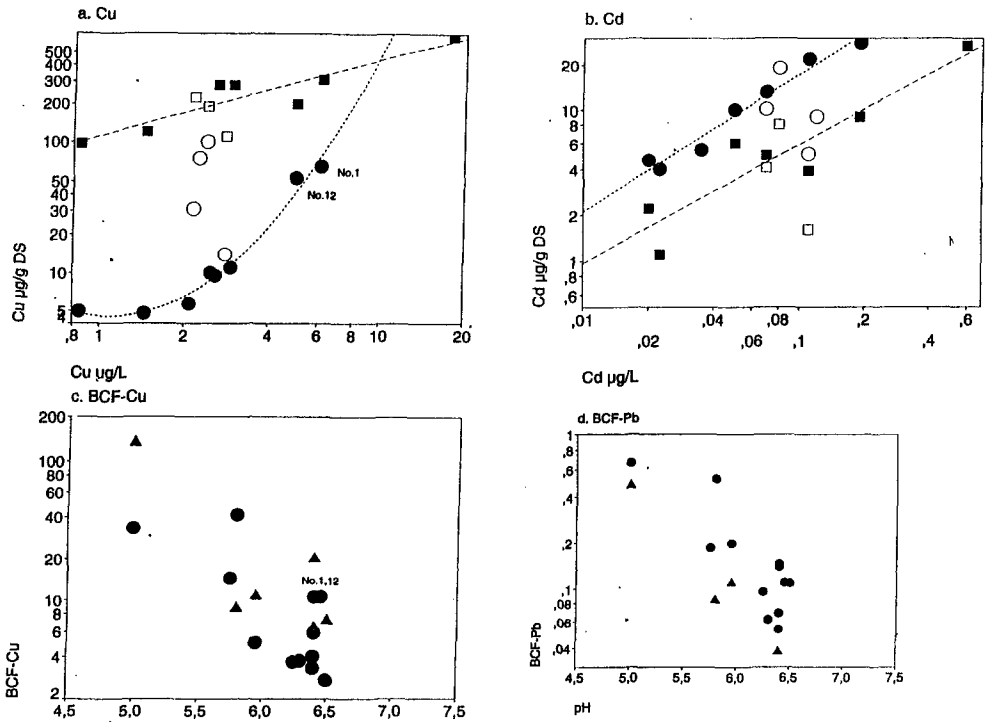 a. Cu
500
300
200
100
50
30
20
10
5
4
Cu µg/g DS
No.1
No.12
,8 1 2 4 6 8 10 20
Cu µg/L
b. Cd
20
10
8
6
4
2
1
,8
,6
Cd µg/g DS
,01 ,04 ,08 ,2 ,6
,02 ,06 ,1 ,4
Cd µg/L
c. BCF-Cu
200
100
80
60
40
20
10
8
6
4
2
BCF-Cu
No.1,12
4,5 5,0 5,5 6,0 6,5 7,0 7,5
d. BCF-Pb
1
,8
,6
,4
,2
,1
,08
,06
,04
BCF-Pb
4,5 5,0 5,5 6,0 6,5 7,0 7,5
pH